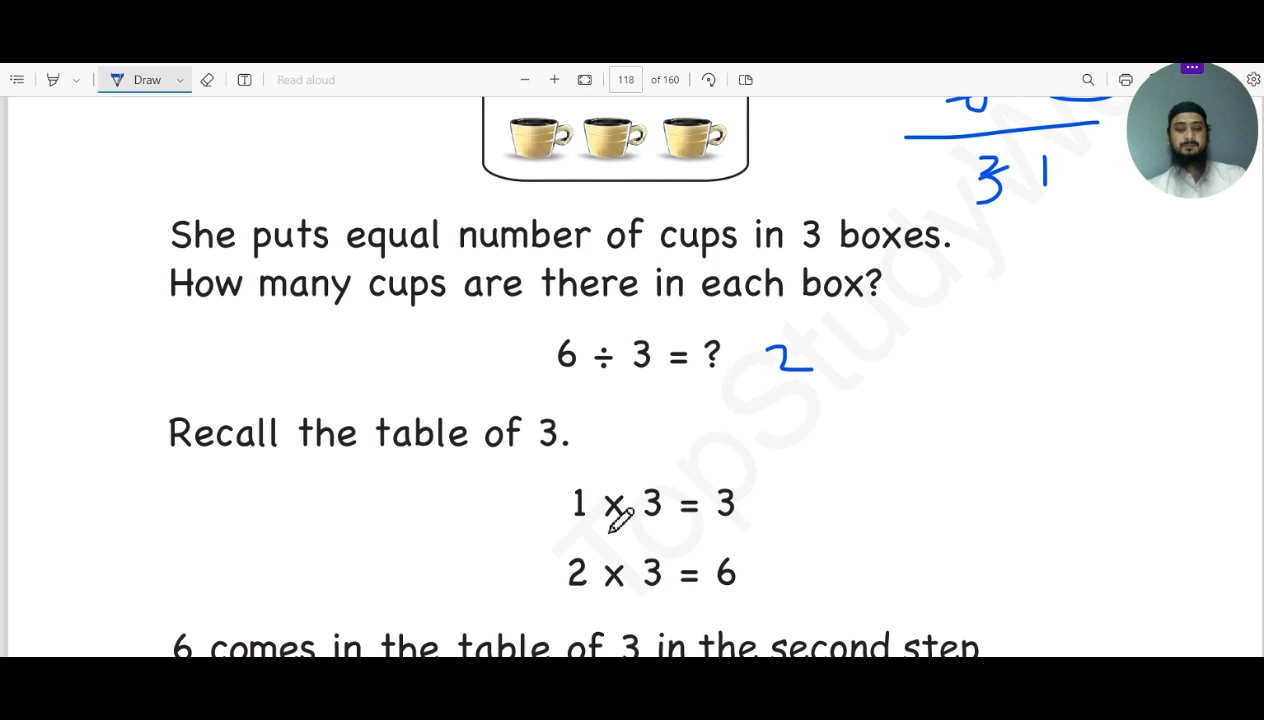 Draw
Read aloud
118 of 160
31
She puts equal number of cups in 3 boxes.
How many cups are there in each box?
6 ÷ 3 = ? 2
Recall the table of 3.
1 x 3 = 3
2 x 3 = 6
6 comes in the table of 3 in the second step
TopStudyW